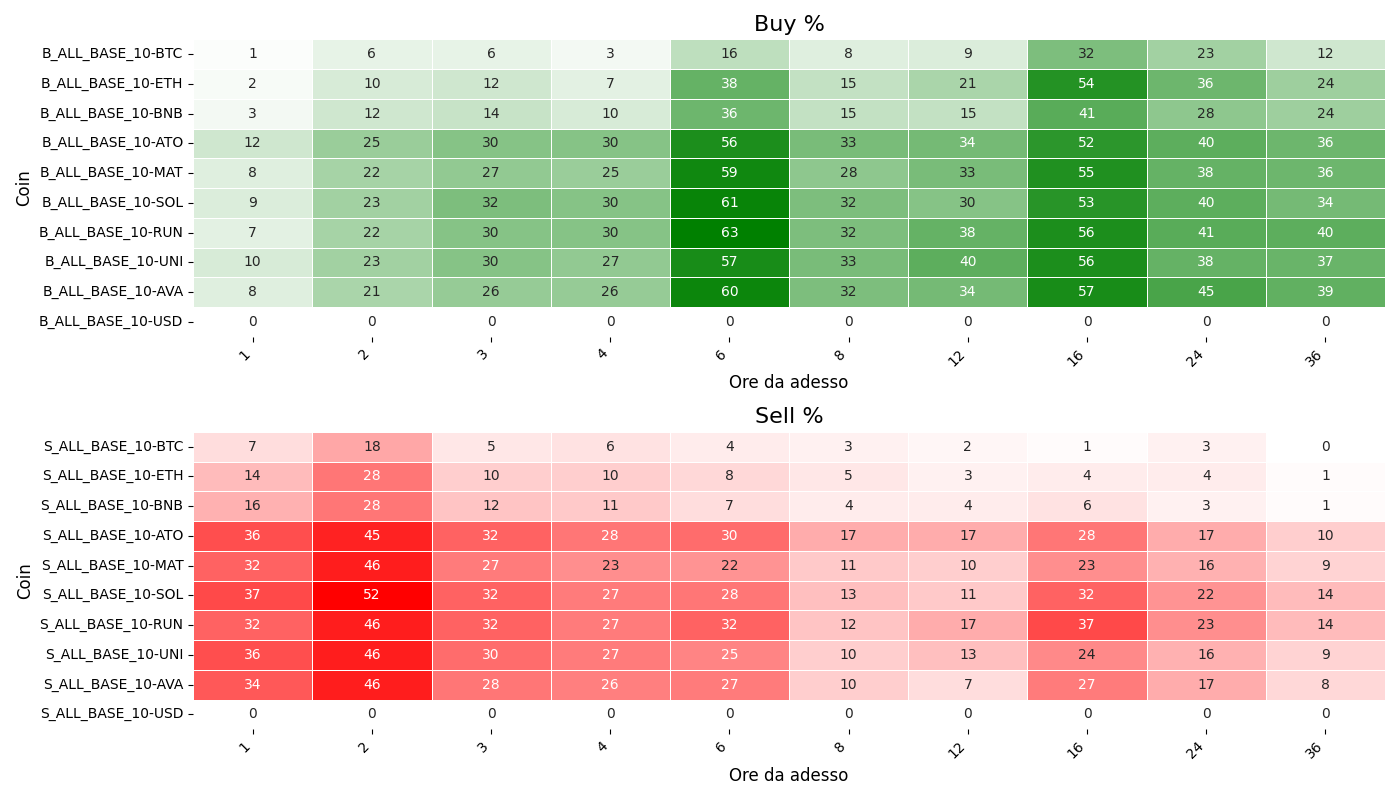 Buy %
Coin
B_ALL_BASE_10-BTC 1 6 6 3 16 8 9 32 23 12
B_ALL_BASE_10-ETH 2 10 12 7 38 15 21 54 36 24
B_ALL_BASE_10-BNB 3 12 14 10 36 15 15 41 28 24
B_ALL_BASE_10-ATO 12 25 30 30 56 33 34 52 40 36
B_ALL_BASE_10-MAT 8 22 27 25 59 28 33 55 38 36
B_ALL_BASE_10-SOL 9 23 32 30 61 32 30 53 40 34
B_ALL_BASE_10-RUN 7 22 30 30 63 32 38 56 41 40
B_ALL_BASE_10-UNI 10 23 30 27 57 33 40 56 38 37
B_ALL_BASE_10-AVA 8 21 26 26 60 32 34 57 45 39
B_ALL_BASE_10-USD 0 0 0 0 0 0 0 0 0 0
1 2 3 4 6 8 12 16 24 36
Ore da adesso
Sell %
Coin
S_ALL_BASE_10-BTC 7 18 5 6 4 3 2 1 3 0
S_ALL_BASE_10-ETH 14 28 10 10 8 5 3 4 4 1
S_ALL_BASE_10-BNB 16 28 12 11 7 4 4 6 3 1
S_ALL_BASE_10-ATO 36 45 32 28 30 17 17 28 17 10
S_ALL_BASE_10-MAT 32 46 27 23 22 11 10 23 16 9
S_ALL_BASE_10-SOL 37 52 32 27 28 13 11 32 22 14
S_ALL_BASE_10-RUN 32 46 32 27 32 12 17 37 23 14
S_ALL_BASE_10-UNI 36 46 30 27 25 10 13 24 16 9
S_ALL_BASE_10-AVA 34 46 28 26 27 10 7 27 17 8
S_ALL_BASE_10-USD 0 0 0 0 0 0 0 0 0 0
1 2 3 4 6 8 12 16 24 36
Ore da adesso